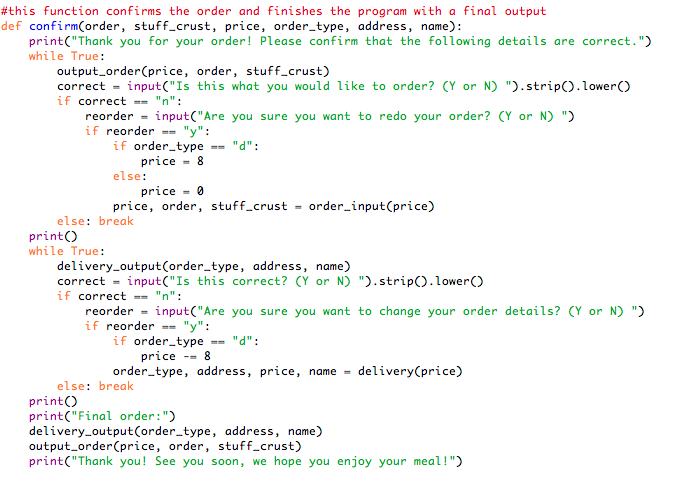 #this function confirms the order and finishes the program with a final output
def confirm(order, stuff_crust, price, order_type, address, name):
    print("Thank you for your order! Please confirm that the following details are correct.")
    while True:
        output_order(price, order, stuff_crust)
        correct = input("Is this what you would like to order? (Y or N) ").strip().lower()
        if correct == "n":
            reorder = input("Are you sure you want to redo your order? (Y or N) ")
            if reorder == "y":
                if order_type == "d":
                    price = 8
                else:
                    price = 0
                price, order, stuff_crust = order_input(price)
        else: break
    print()
    while True:
        delivery_output(order_type, address, name)
        correct = input("Is this correct? (Y or N) ").strip().lower()
        if correct == "n":
            reorder = input("Are you sure you want to change your order details? (Y or N) ")
            if reorder == "y":
                if order_type == "d":
                    price -= 8
                order_type, address, price, name = delivery(price)
        else: break
    print()
    print("Final order:")
    delivery_output(order_type, address, name)
    output_order(price, order, stuff_crust)
    print("Thank you! See you soon, we hope you enjoy your meal!")